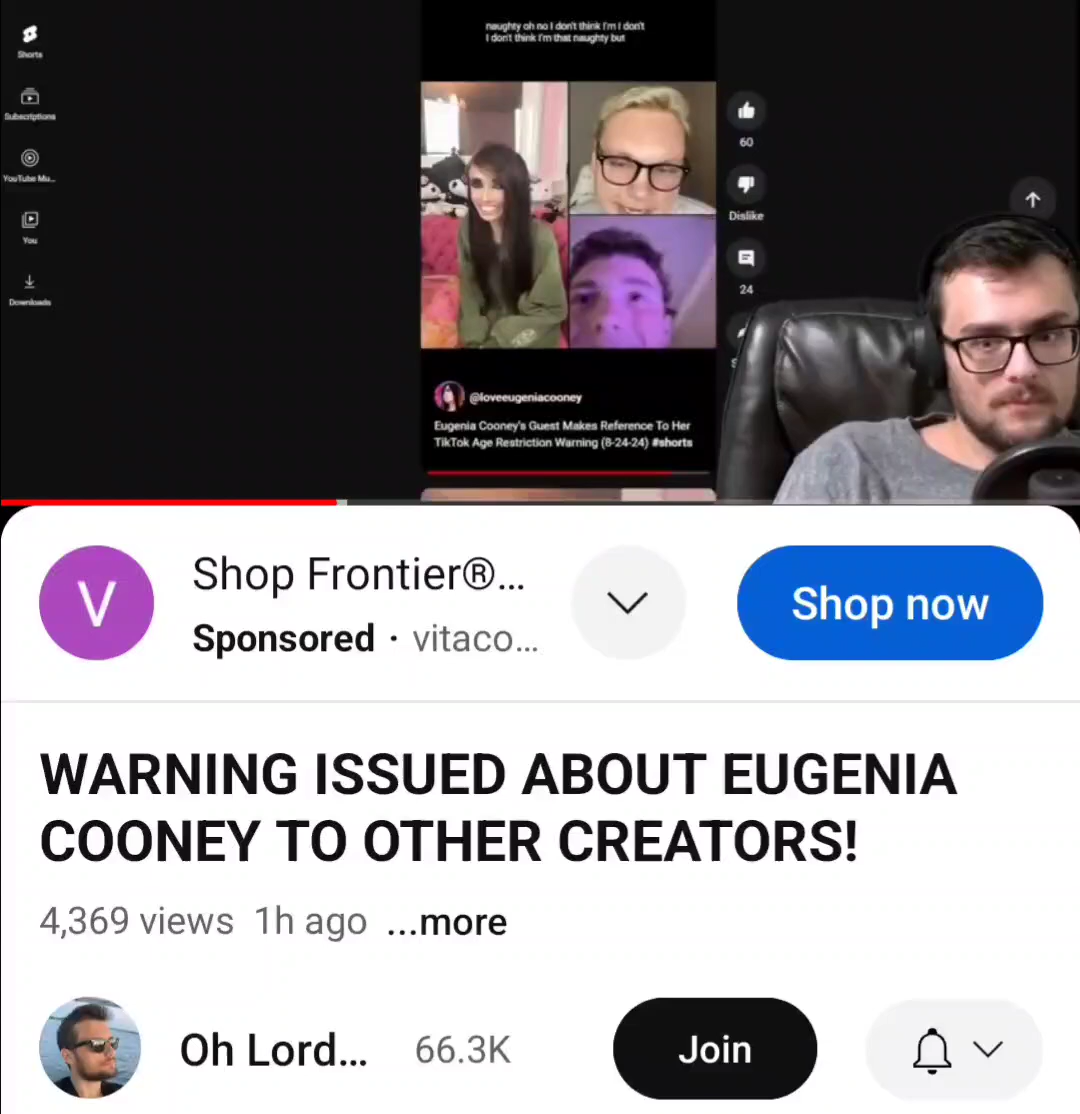 naughty oh no I don't think I'm I don't
I don't think I'm that naughty but
Shorts
Subscriptions
YouTube Mu...
You
Downloads
60
Dislike
24
@loveeugeniacooney
Eugenia Cooney's Guest Makes Reference To Her
TikTok Age Restriction Warning (8-24-24) #shorts
V
Shop Frontier®...
Sponsored · vitaco...
Shop now
WARNING ISSUED ABOUT EUGENIA
COONEY TO OTHER CREATORS!
4,369 views 1h ago ...more
Oh Lord... 66.3K
Join